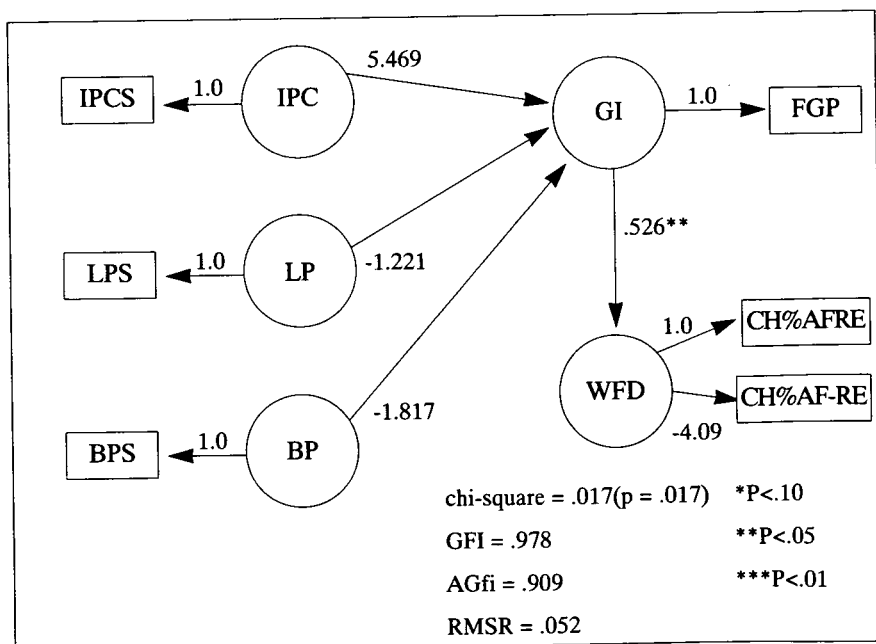 5.469
IPCS 1.0 IPC GI 1.0 FGP
.526**
LPS 1.0 LP -1.221
1.0 CH%AFRE
WFD CH%AF-RE
-4.09
-1.817
BPS 1.0 BP
chi-square = .017(p = .017) *P<.10
GFI = .978 **P<.05
AGfi = .909 ***P<.01
RMSR = .052